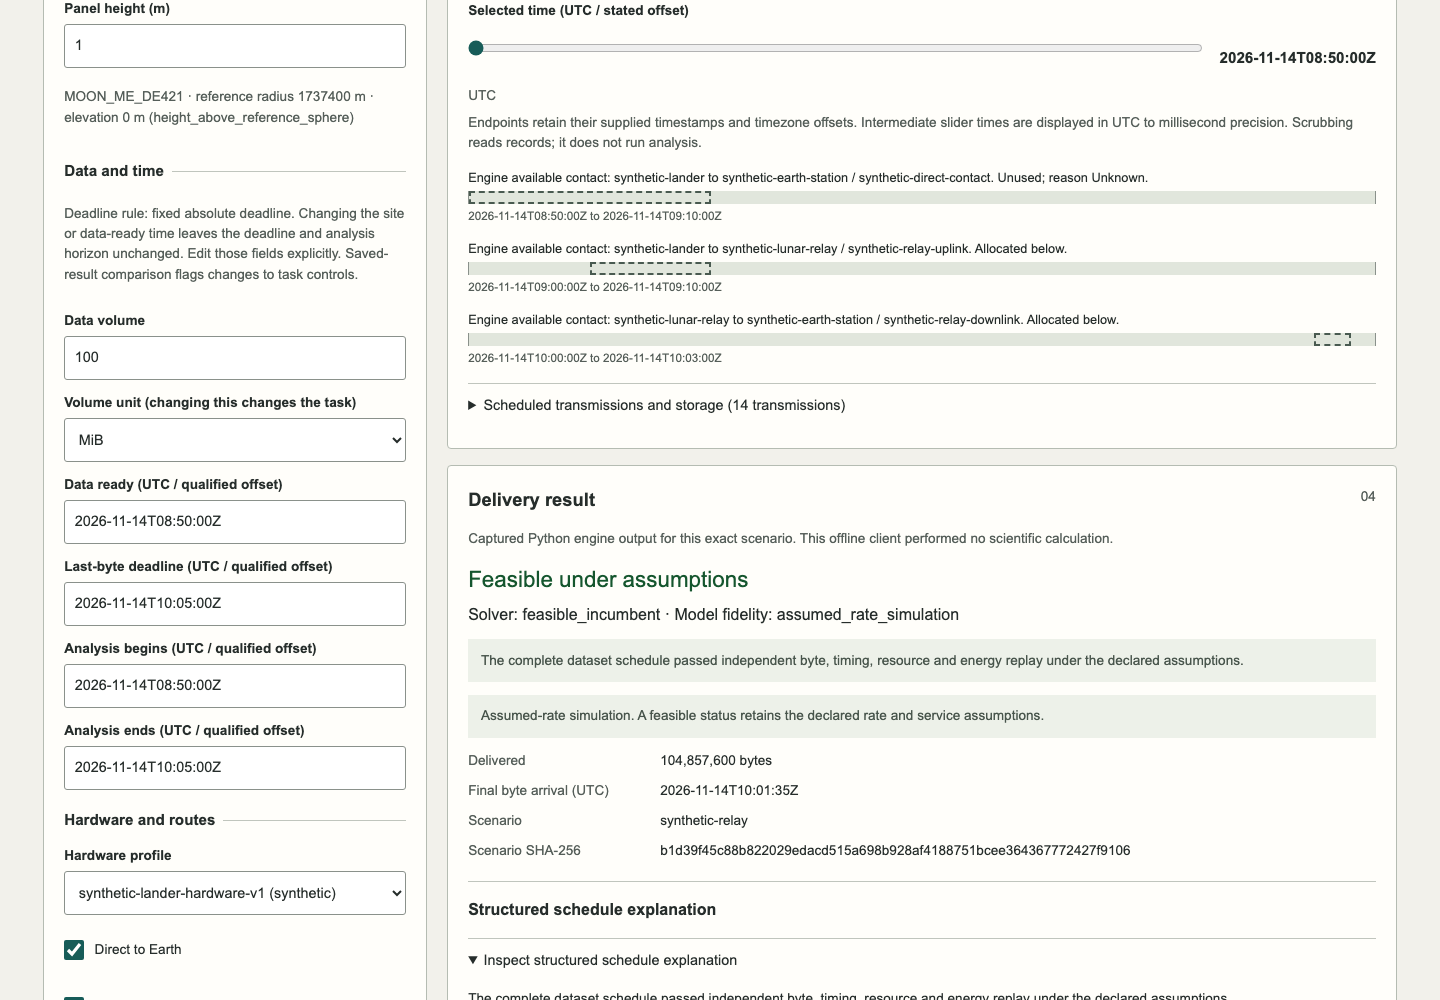 Panel height (m)
1
MOON_ME_DE421 · reference radius 1737400 m ·
elevation 0 m (height_above_reference_sphere)
Data and time
Deadline rule: fixed absolute deadline. Changing the site
or data-ready time leaves the deadline and analysis
horizon unchanged. Edit those fields explicitly. Saved-
result comparison flags changes to task controls.
Data volume
100
Volume unit (changing this changes the task)
MiB
Data ready (UTC / qualified offset)
2026-11-14T08:50:00Z
Last-byte deadline (UTC / qualified offset)
2026-11-14T10:05:00Z
Analysis begins (UTC / qualified offset)
2026-11-14T08:50:00Z
Analysis ends (UTC / qualified offset)
2026-11-14T10:05:00Z
Hardware and routes
Hardware profile
synthetic-lander-hardware-v1 (synthetic)
Direct to Earth
Selected time (UTC / stated offset)
2026-11-14T08:50:00Z
UTC
Endpoints retain their supplied timestamps and timezone offsets. Intermediate slider times are displayed in UTC to millisecond precision. Scrubbing
reads records; it does not run analysis.
Engine available contact: synthetic-lander to synthetic-earth-station / synthetic-direct-contact. Unused; reason Unknown.
2026-11-14T08:50:00Z to 2026-11-14T09:10:00Z
Engine available contact: synthetic-lander to synthetic-lunar-relay / synthetic-relay-uplink. Allocated below.
2026-11-14T09:00:00Z to 2026-11-14T09:10:00Z
Engine available contact: synthetic-lunar-relay to synthetic-earth-station / synthetic-relay-downlink. Allocated below.
2026-11-14T10:00:00Z to 2026-11-14T10:03:00Z
Scheduled transmissions and storage (14 transmissions)
Delivery result
04
Captured Python engine output for this exact scenario. This offline client performed no scientific calculation.
Feasible under assumptions
Solver: feasible_incumbent · Model fidelity: assumed_rate_simulation
The complete dataset schedule passed independent byte, timing, resource and energy replay under the declared assumptions.
Assumed-rate simulation. A feasible status retains the declared rate and service assumptions.
Delivered 104,857,600 bytes
Final byte arrival (UTC) 2026-11-14T10:01:35Z
Scenario synthetic-relay
Scenario SHA-256 b1d39f45c88b822029edacd515a698b928af4188751bcee364367772427f9106
Structured schedule explanation
Inspect structured schedule explanation
The complete dataset schedule passed independent byte, timing, resource and energy replay under the declared assumptions.